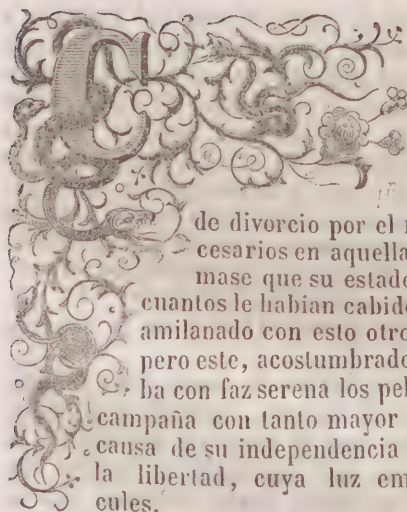 C
de divorcio por el
cesarios en aquella
mase que su estado
cuantos le habian cabid
amilanado con esto otro
pero este, acostumbrado
ba con faz serena los pel
campaña con tanto mayor
causa de su independencia
la libertad, cuya luz em
cules.